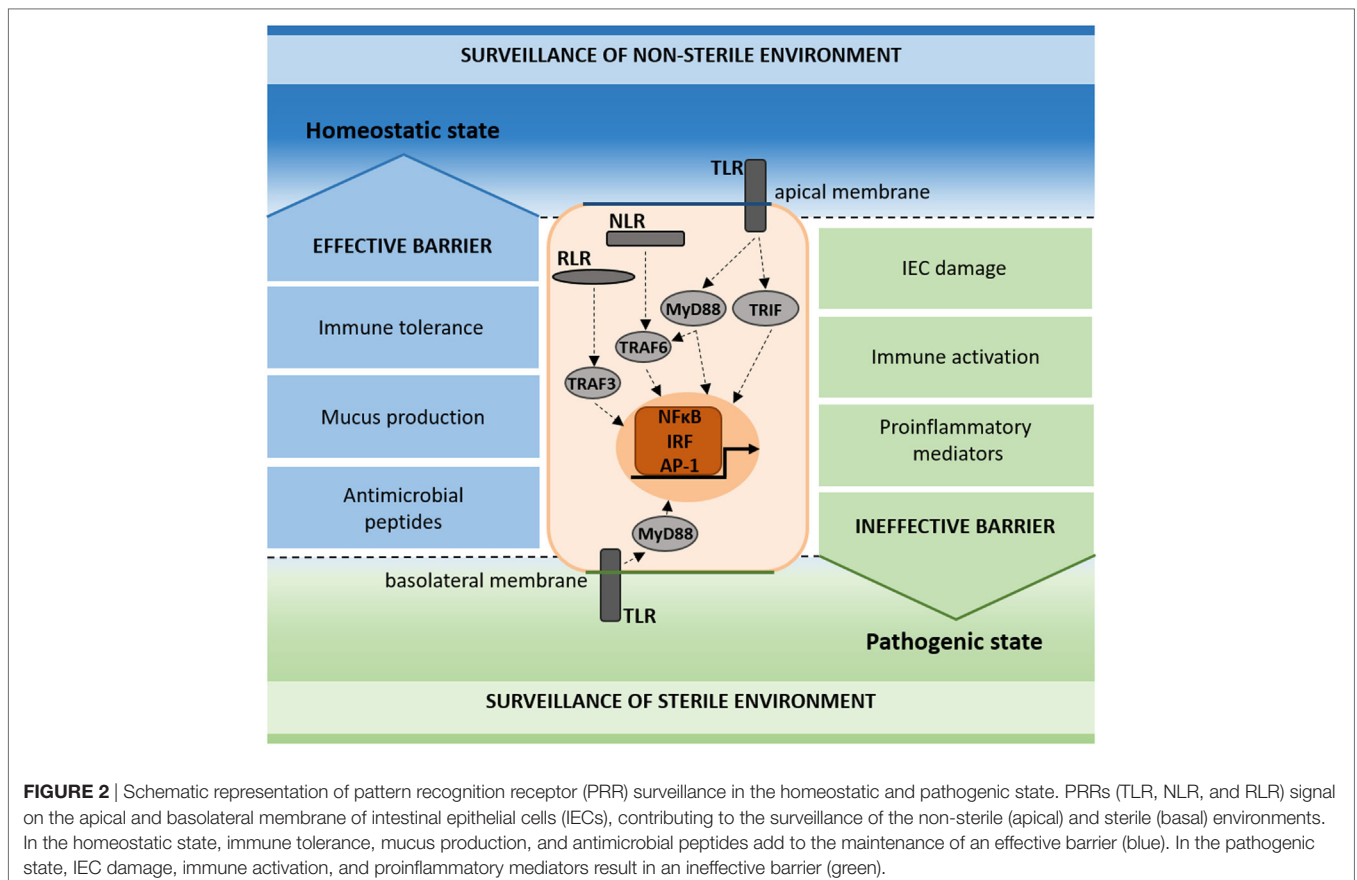 SURVEILLANCE OF NON-STERILE ENVIRONMENT
Homeostatic state
EFFECTIVE BARRIER
Immune tolerance
Mucus production
Antimicrobial
peptides
TLR
apical membrane
NLR
RLR
MyD88
TRIF
TRAF6
TRAF3
NFκB
IRF
AP-1
MyD88
basolateral membrane
TLR
IEC damage
Immune activation
Proinflammatory
mediators
INEFFECTIVE BARRIER
Pathogenic state
SURVEILLANCE OF STERILE ENVIRONMENT
FIGURE 2 | Schematic representation of pattern recognition receptor (PRR) surveillance in the homeostatic and pathogenic state. PRRs (TLR, NLR, and RLR) signal
on the apical and basolateral membrane of intestinal epithelial cells (IECs), contributing to the surveillance of the non-sterile (apical) and sterile (basal) environments.
In the homeostatic state, immune tolerance, mucus production, and antimicrobial peptides add to the maintenance of an effective barrier (blue). In the pathogenic
state, IEC damage, immune activation, and proinflammatory mediators result in an ineffective barrier (green).